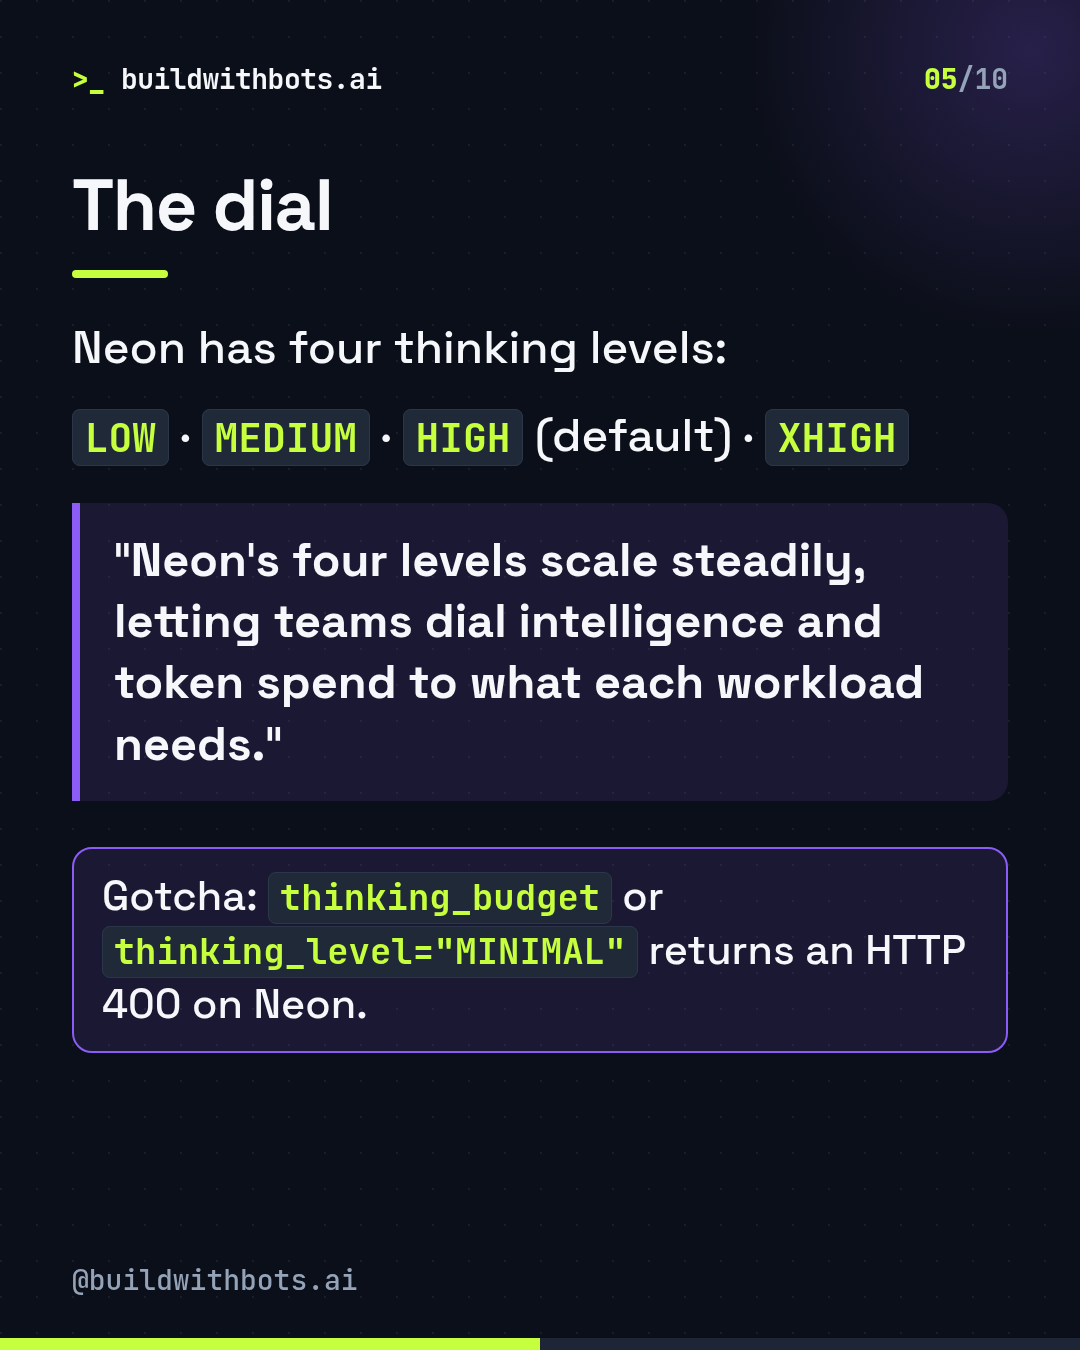 >_ buildwithbots.ai
05/10
The dial
Neon has four thinking levels:
LOW · MEDIUM · HIGH (default) · XHIGH
"Neon's four levels scale steadily,
letting teams dial intelligence and
token spend to what each workload
needs."
Gotcha: thinking_budget or
thinking_level="MINIMAL" returns an HTTP
400 on Neon.
@buildwithbots.ai